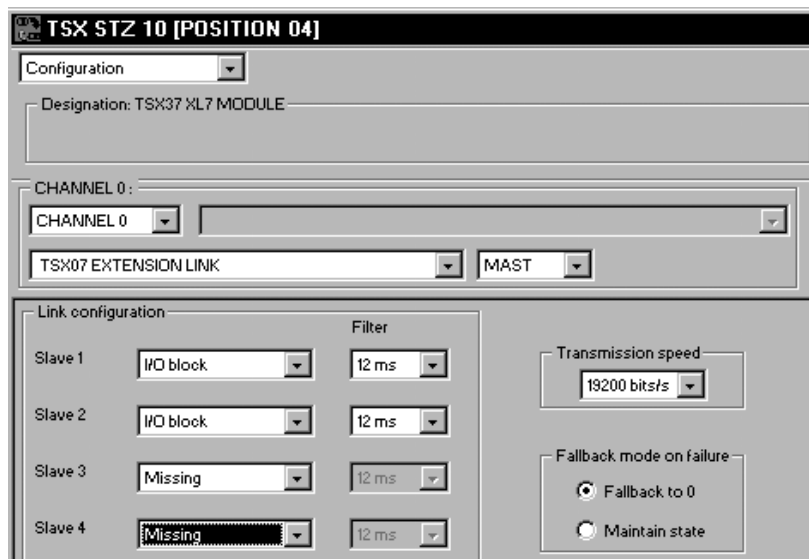 TSX STZ 10 [POSITION 04]
Configuration
Designation: TSX37 XL7 MODULE
CHANNEL 0 :
CHANNEL 0
TSX07 EXTENSION LINK MAST
Link configuration
Filter
Slave 1 I/O block 12 ms
Slave 2 I/O block 12 ms
Slave 3 Missing 12 ms
Slave 4 Missing 12 ms
Transmission speed
19200 bits/s
Fallback mode on failure
Fallback to 0
Maintain state